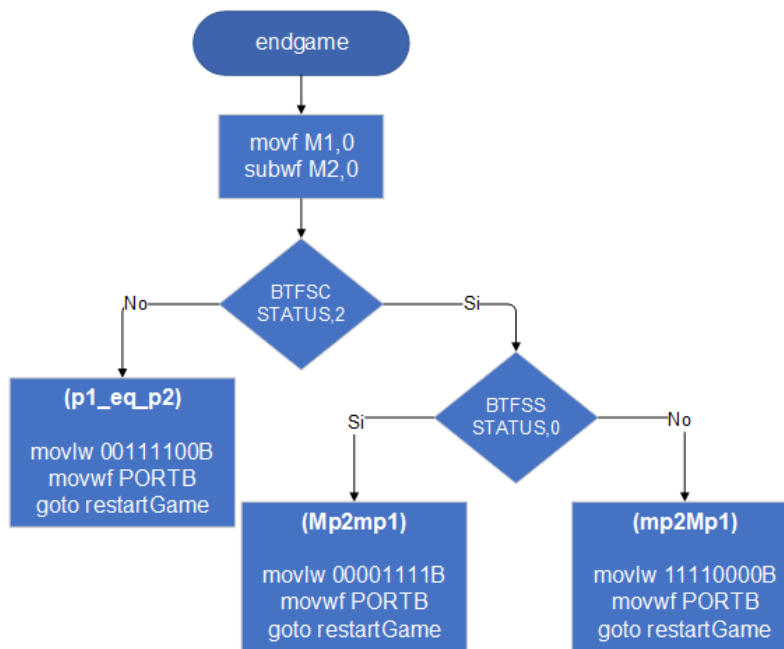 endgame
movf M1,0
subwf M2,0
BTFSC
STATUS,2
No
Si
(p1_eq_p2)
movlw 00111100B
movwf PORTB
goto restartGame
BTFSS
STATUS,0
Si
No
(Mp2mp1)
movlw 00001111B
movwf PORTB
goto restartGame
(mp2Mp1)
movlw 11110000B
movwf PORTB
goto restartGame